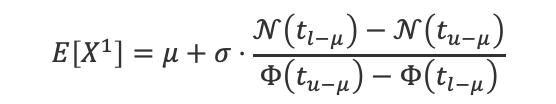 E[X¹] = μ + σ · (𝒩(t_{l−μ}) − 𝒩(t_{u−μ})) / (Φ(t_{u−μ}) − Φ(t_{l−μ}))